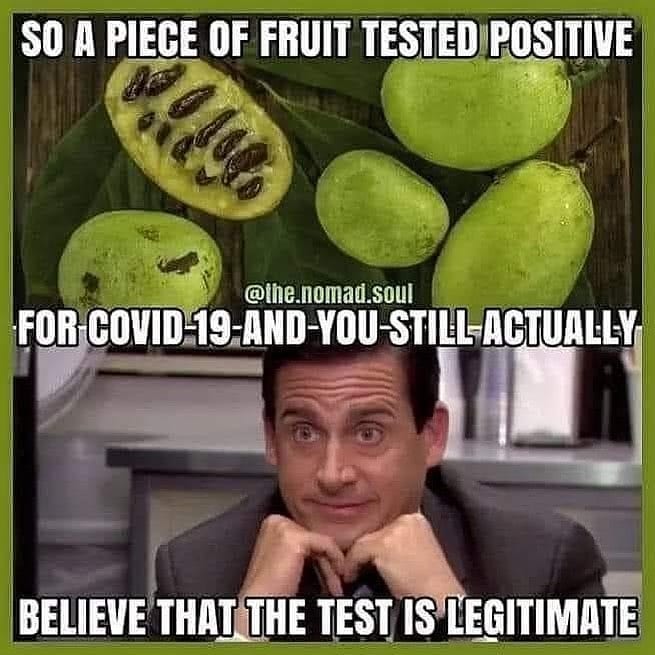 SO A PIECE OF FRUIT TESTED POSITIVE
@the.nomad.soul
FOR-COVID-19-AND-YOU-STILL-ACTUALLY
BELIEVE THAT THE TEST IS LEGITIMATE